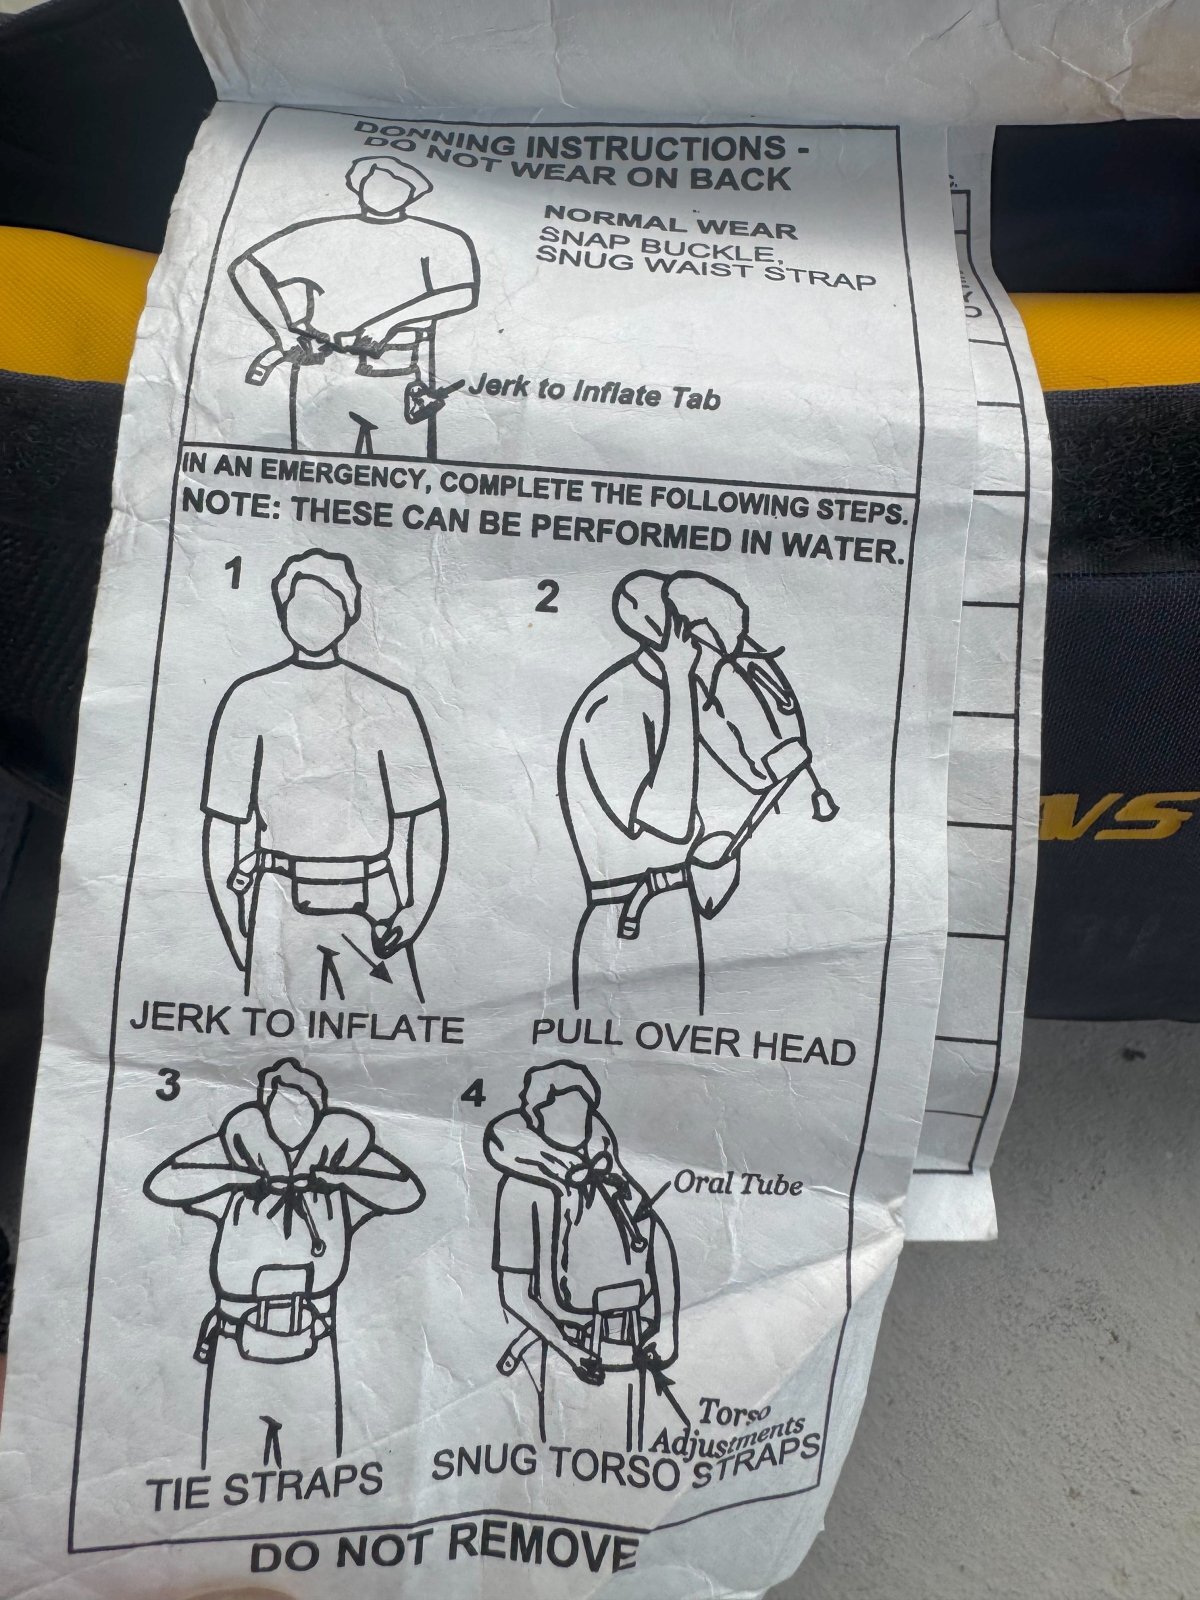 DONNING INSTRUCTIONS -
DO NOT WEAR ON BACK
NORMAL WEAR
SNAP BUCKLE,
SNUG WAIST STRAP
Jerk to Inflate Tab
IN AN EMERGENCY, COMPLETE THE FOLLOWING STEPS.
NOTE: THESE CAN BE PERFORMED IN WATER.
1
2
JERK TO INFLATE
PULL OVER HEAD
3
4
Oral Tube
Torso
Adjustments
TIE STRAPS
SNUG TORSO STRAPS
DO NOT REMOVE